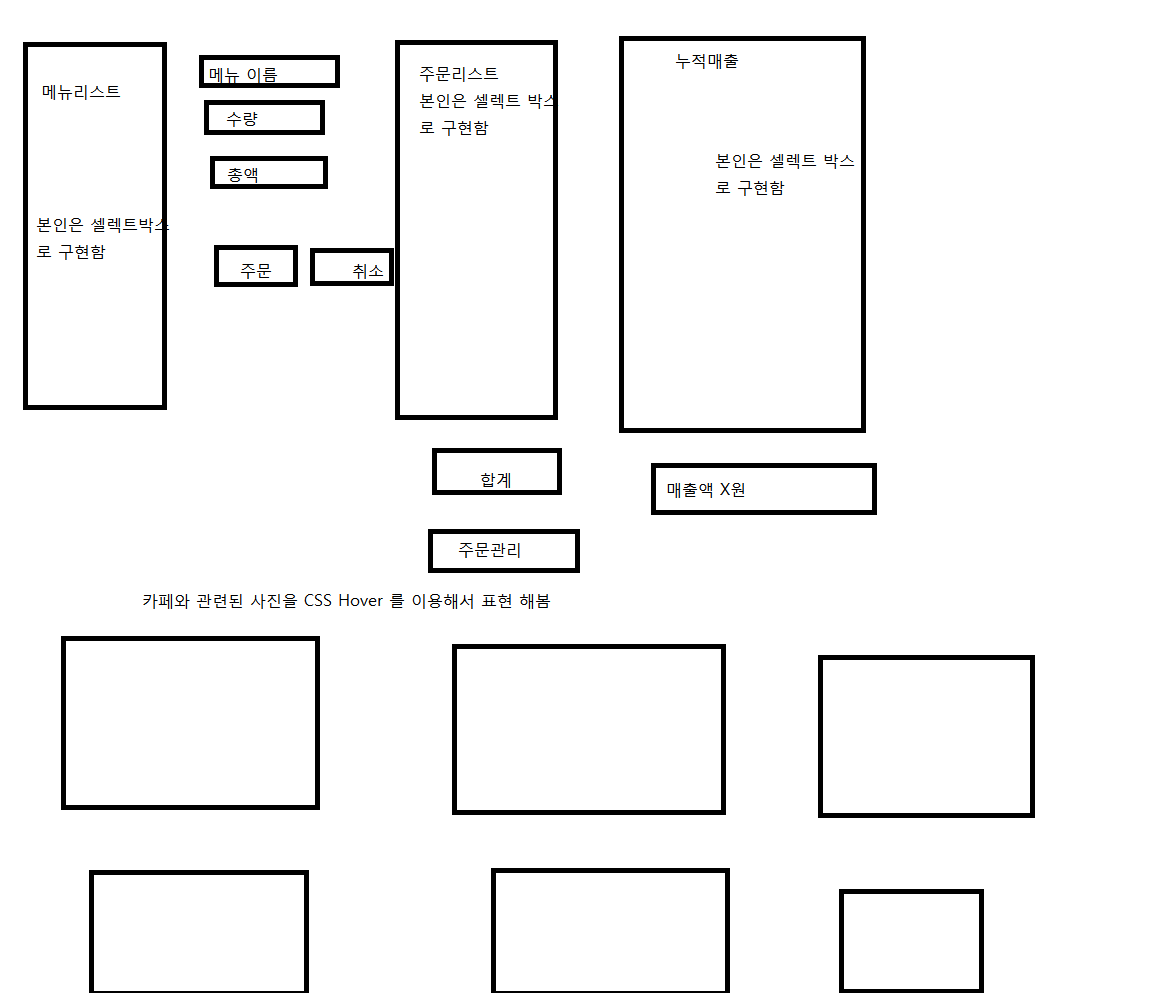 메뉴리스트
본인은 셀렉트박스
로 구현함
메뉴 이름
수량
총액
주문
취소
주문리스트
본인은 셀렉트 박스
로 구현함
합계
주문관리
누적매출
본인은 셀렉트 박스
로 구현함
매출액 X원
카페와 관련된 사진을 CSS Hover 를 이용해서 표현 해봄